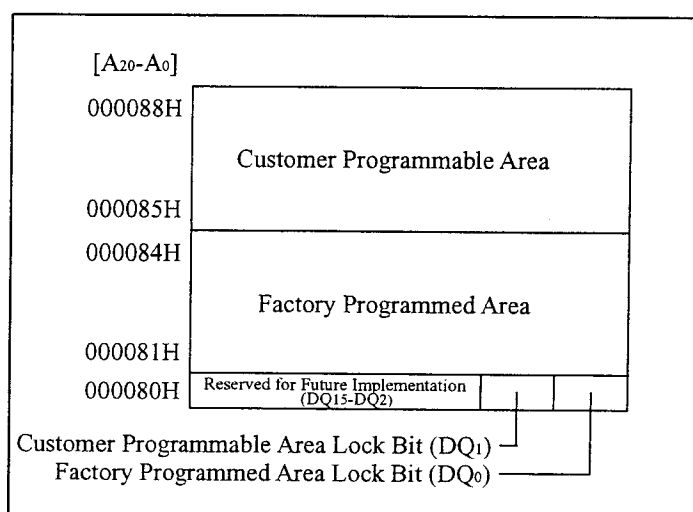 [A20-A0]
000088H
Customer Programmable Area
000085H
000084H
Factory Programmed Area
000081H
000080H
Reserved for Future Implementation
(DQ15-DQ2)
Customer Programmable Area Lock Bit (DQ1)
Factory Programmed Area Lock Bit (DQ0)